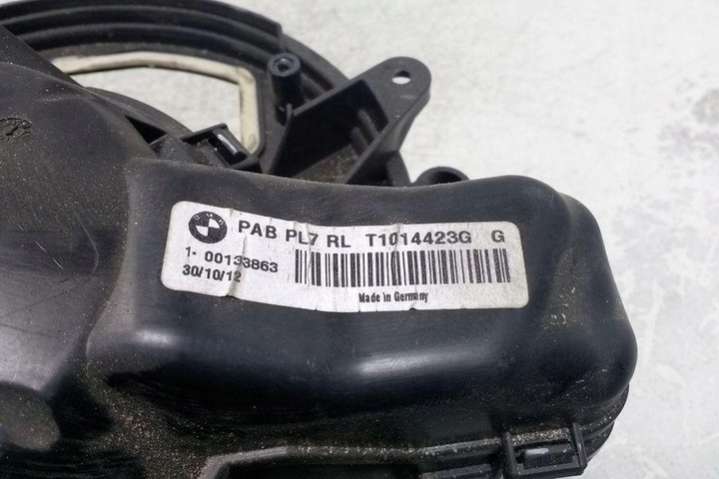 PAB PL7 RL T1014423G G
1- 00133863
30/10/12
Made in Germany